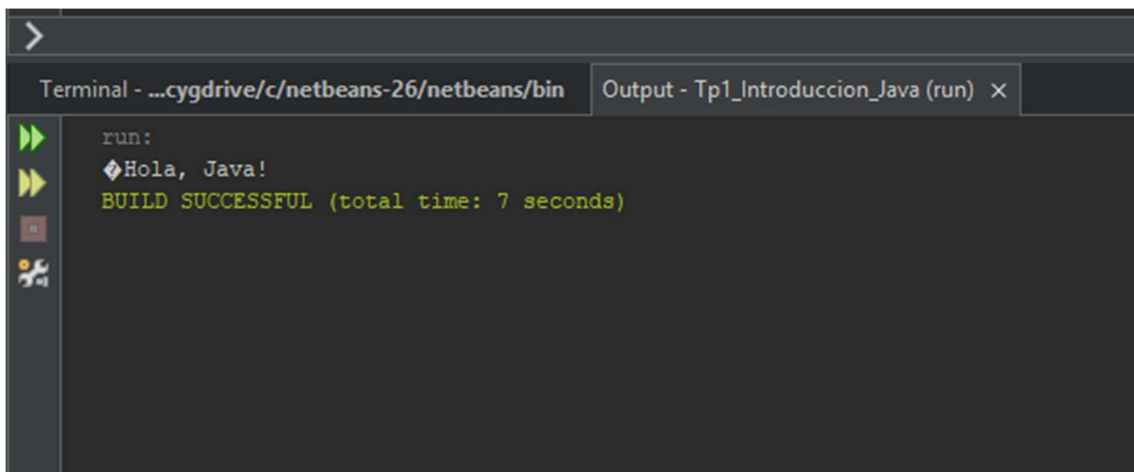 Terminal - ...cygdrive/c/netbeans-26/netbeans/bin
Output - Tp1_Introduccion_Java (run) ×
run:
�Hola, Java!
BUILD SUCCESSFUL (total time: 7 seconds)